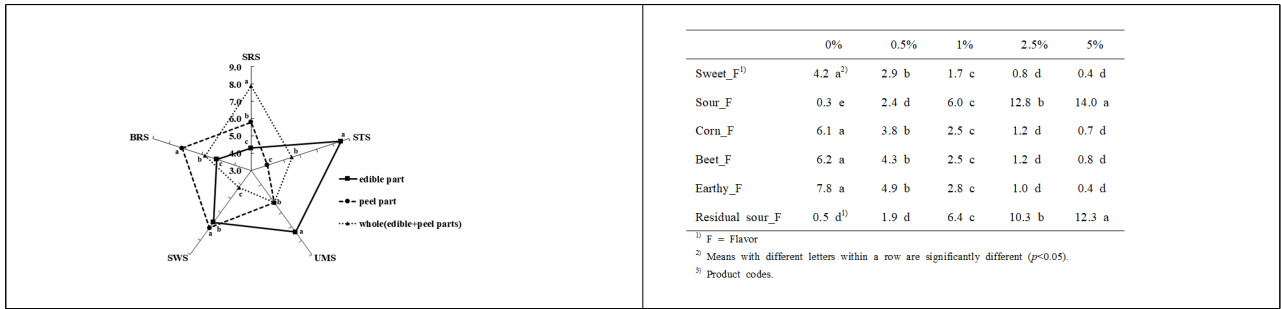 SRS
9.0
a
8.0
7.0
b
6.0
5.0
c
4.0
3.0
STS
a
b
c
BRS
a
b
c
edible part
peel part
whole(edible+peel parts)
c
b
a
a b
SWS
UMS
0% 0.5% 1% 2.5% 5%
Sweet_F1) 4.2 a2) 2.9 b 1.7 c 0.8 d 0.4 d
Sour_F 0.3 e 2.4 d 6.0 c 12.8 b 14.0 a
Corn_F 6.1 a 3.8 b 2.5 c 1.2 d 0.7 d
Beet_F 6.2 a 4.3 b 2.5 c 1.2 d 0.8 d
Earthy_F 7.8 a 4.9 b 2.8 c 1.0 d 0.4 d
Residual sour_F 0.5 d1) 1.9 d 6.4 c 10.3 b 12.3 a
1) F = Flavor
2) Means with different letters within a row are significantly different (p<0.05).
3) Product codes.